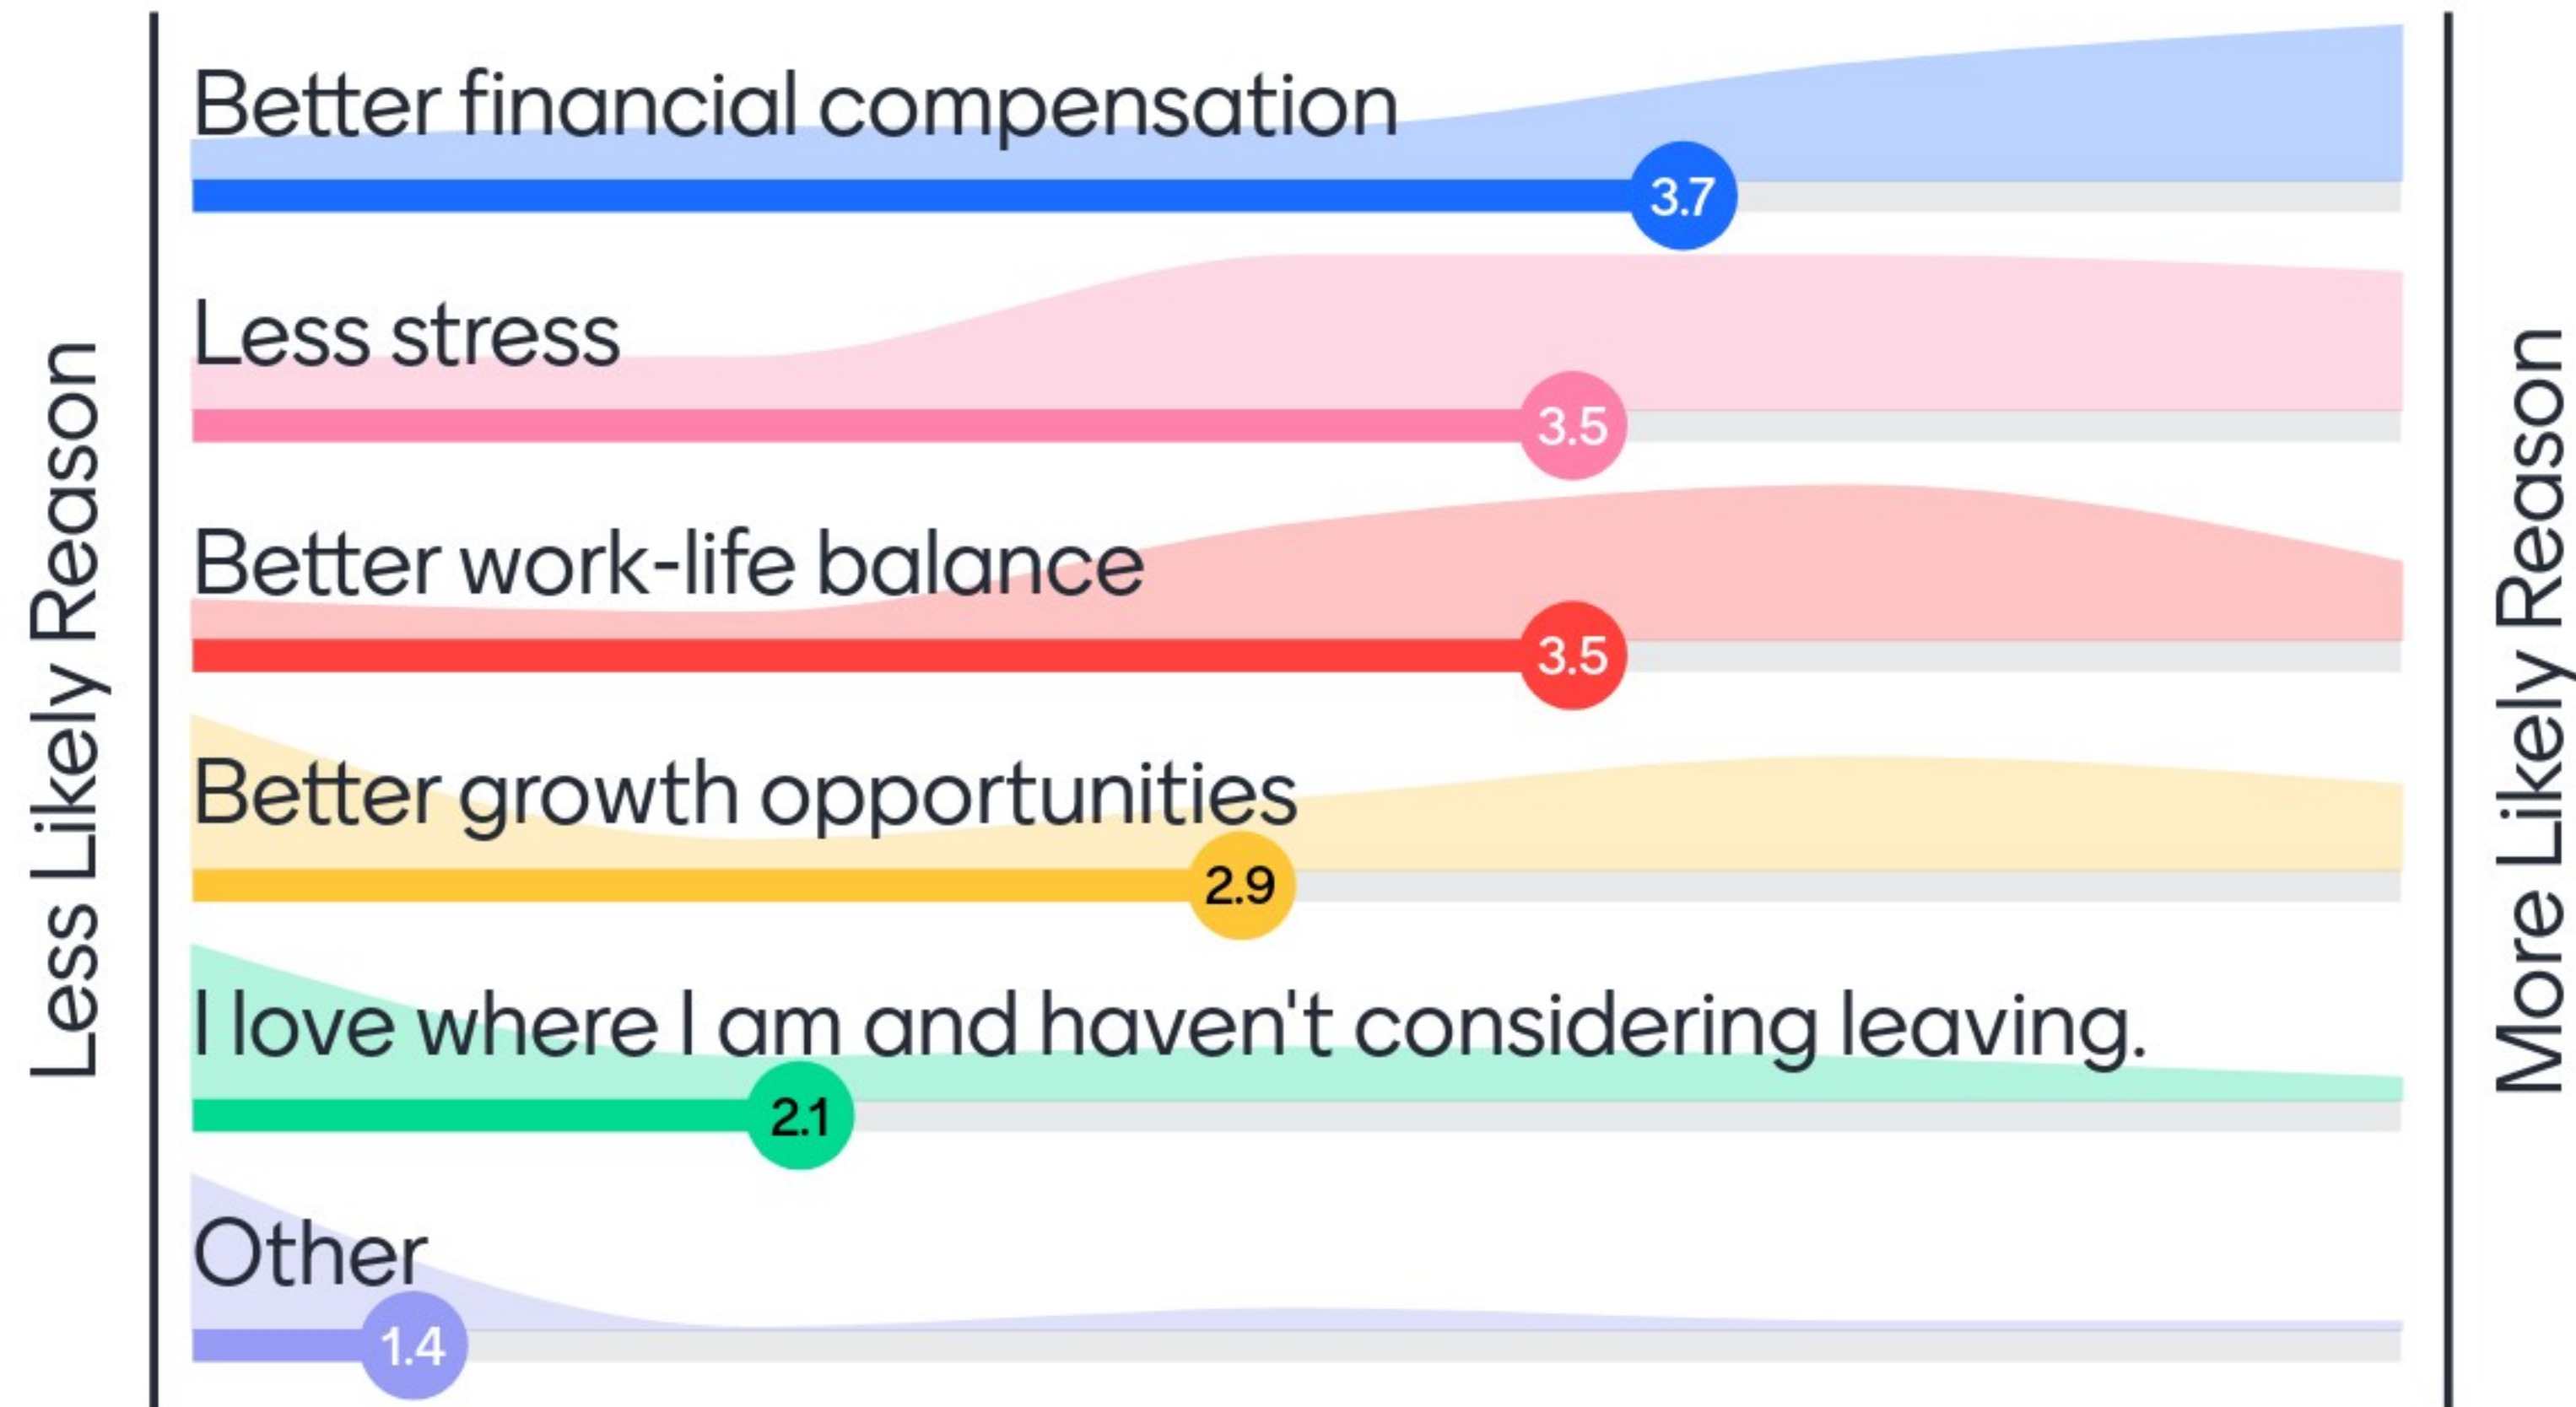 Less Likely Reason
Better financial compensation
3.7
Less stress
3.5
Better work-life balance
3.5
Better growth opportunities
2.9
I love where I am and haven't considering leaving.
2.1
Other
1.4
More Likely Reason